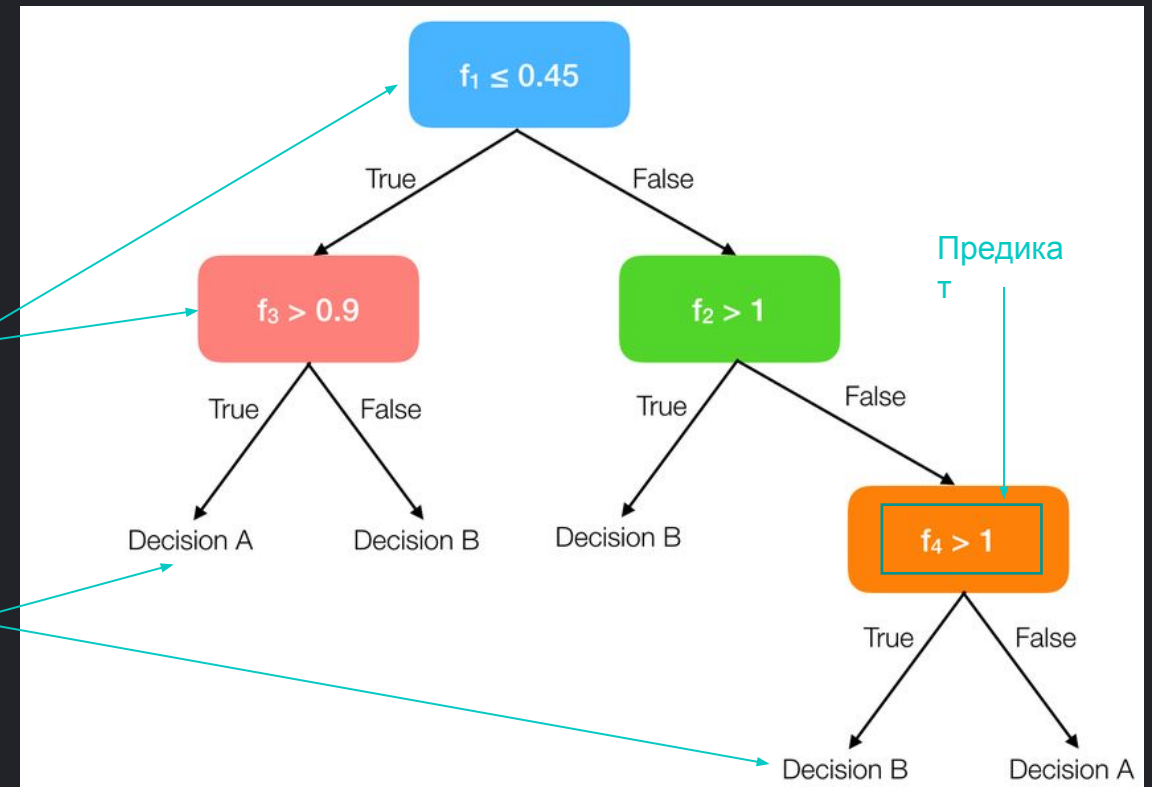 f₁ ≤ 0.45
True
False
Предика
т
f₃ > 0.9
f₂ > 1
True
False
True
False
Decision A
Decision B
Decision B
f₄ > 1
True
False
Decision B
Decision A